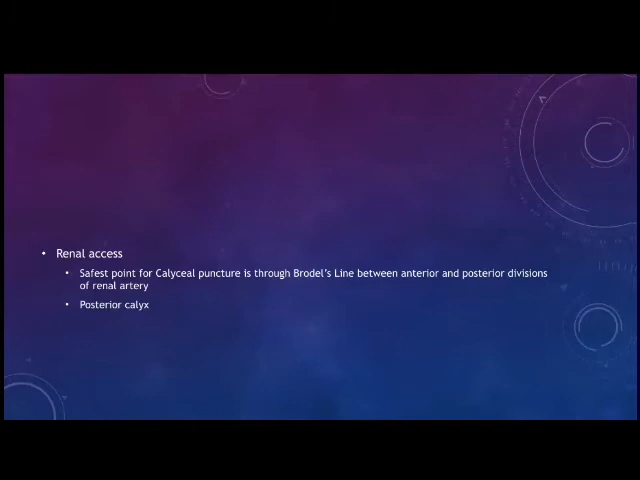 • Renal access
• Safest point for Calyceal puncture is through Brodel's Line between anterior and posterior divisions
of renal artery
• Posterior calyx